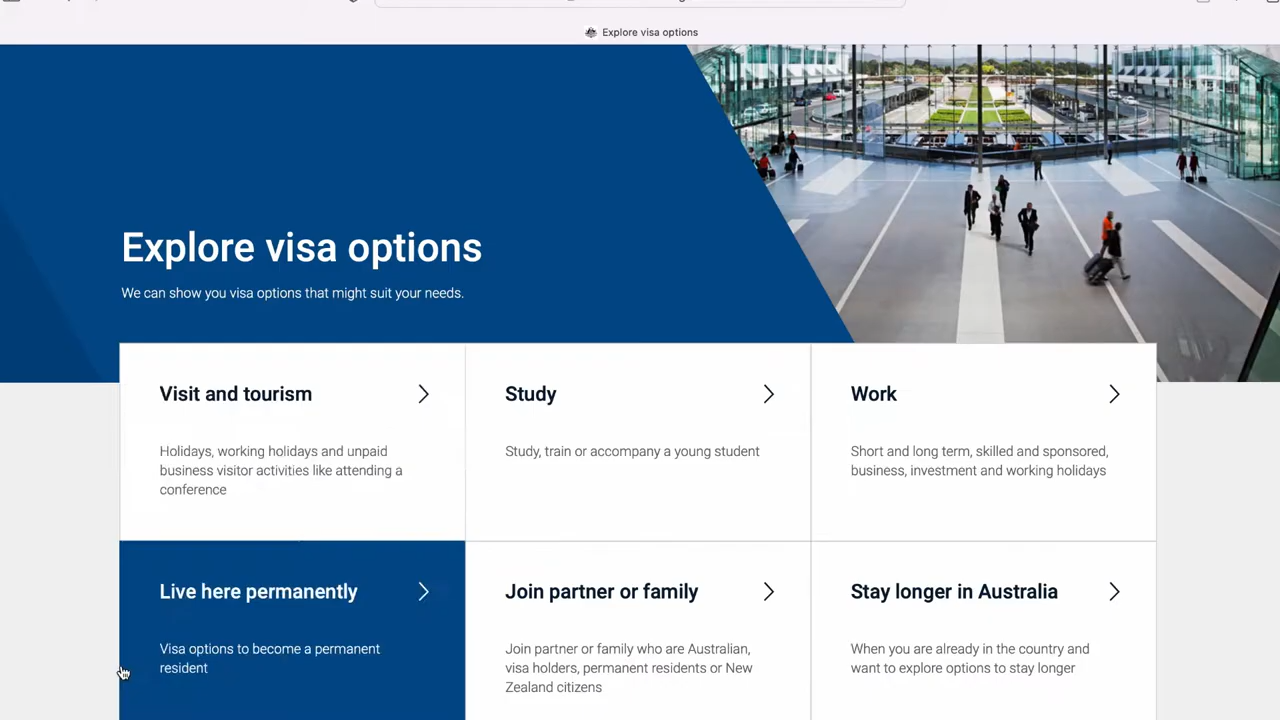 Explore visa options
Explore visa options
We can show you visa options that might suit your needs.
Visit and tourism
Holidays, working holidays and unpaid
business visitor activities like attending a
conference
Study
Study, train or accompany a young student
Work
Short and long term, skilled and sponsored,
business, investment and working holidays
Live here permanently
Visa options to become a permanent
resident
Join partner or family
Join partner or family who are Australian,
visa holders, permanent residents or New
Zealand citizens
Stay longer in Australia
When you are already in the country and
want to explore options to stay longer